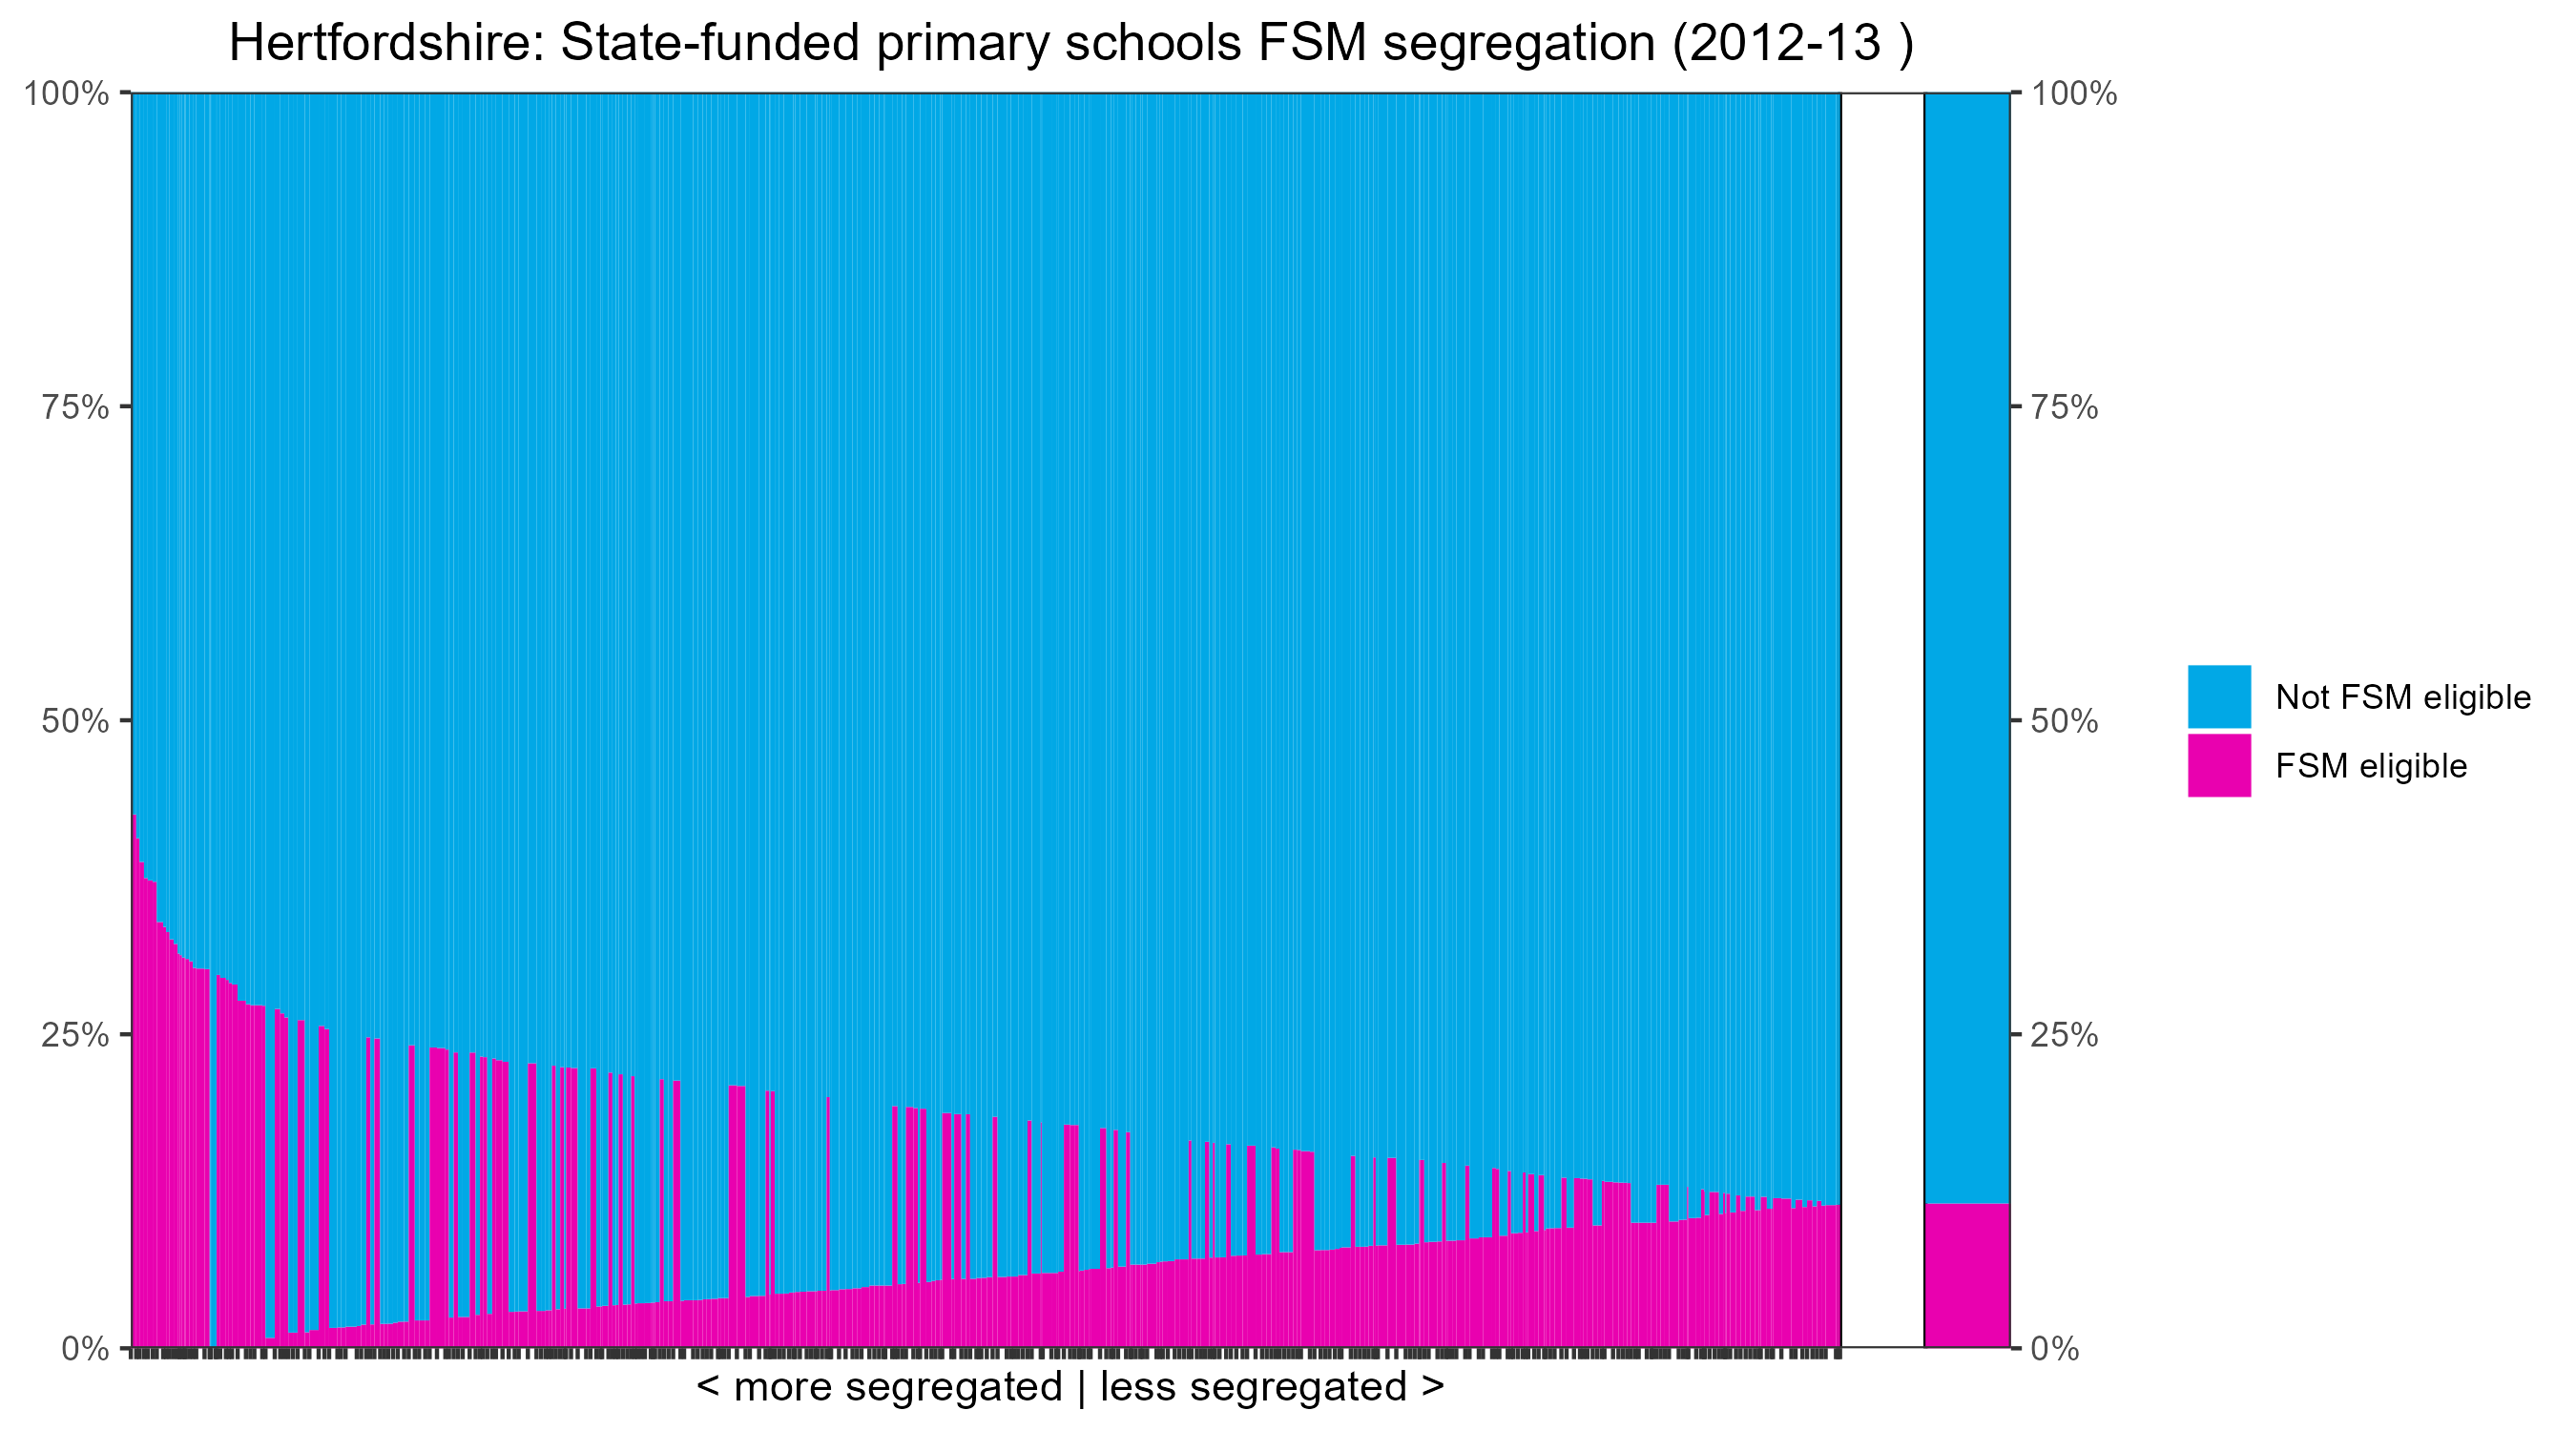 Hertfordshire: State-funded primary schools FSM segregation (2012-13 )
100%
75%
50%
25%
0%
100%
75%
50%
25%
0%
Not FSM eligible
FSM eligible
< more segregated | less segregated >